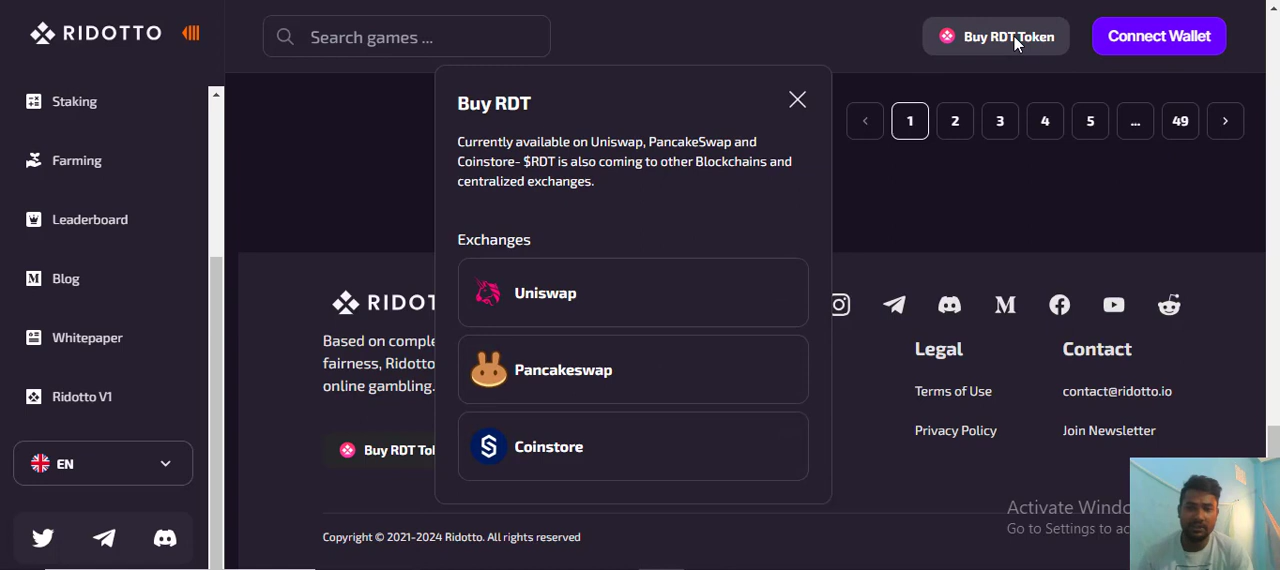 RIDOTTO
Search games ...
Buy RDT Token
Connect Wallet
Staking
Farming
Leaderboard
Blog
Whitepaper
Ridotto V1
EN
Buy RDT
Currently available on Uniswap, PancakeSwap and
Coinstore- $RDT is also coming to other Blockchains and
centralized exchanges.
Exchanges
Uniswap
Pancakeswap
Coinstore
< 1 2 3 4 5 ... 49 >
RIDOT
Based on comple
fairness, Ridotto
online gambling.
Buy RDT To
Legal
Terms of Use
Privacy Policy
Contact
contact@ridotto.io
Join Newsletter
Activate Windo
Go to Settings to ac
Copyright © 2021-2024 Ridotto. All rights reserved